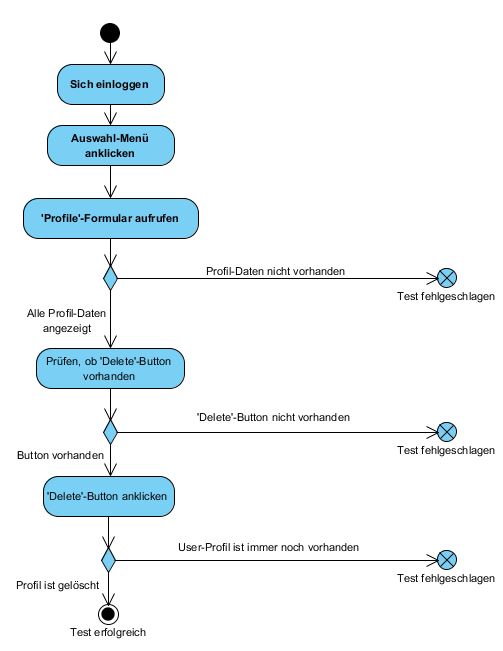 Sich einloggen
Auswahl-Menü
anklicken
'Profile'-Formular aufrufen
Profil-Daten nicht vorhanden
Test fehlgeschlagen
Alle Profil-Daten
angezeigt
Prüfen, ob 'Delete'-Button
vorhanden
'Delete'-Button nicht vorhanden
Test fehlgeschlagen
Button vorhanden
'Delete'-Button anklicken
User-Profil ist immer noch vorhanden
Test fehlgeschlagen
Profil ist gelöscht
Test erfolgreich